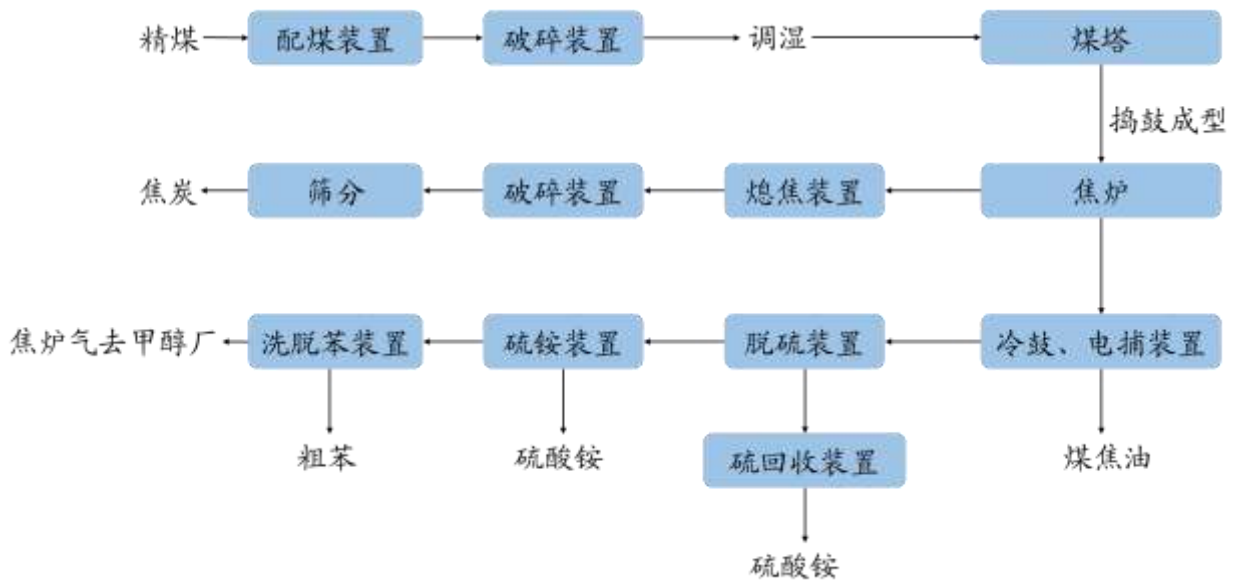 精煤
配煤装置
破碎装置
调湿
煤塔
捣鼓成型
焦炭
筛分
破碎装置
熄焦装置
焦炉
焦炉气去甲醇厂
洗脱苯装置
硫铵装置
脱硫装置
冷鼓、电捕装置
粗苯
硫酸铵
硫回收装置
煤焦油
硫酸铵